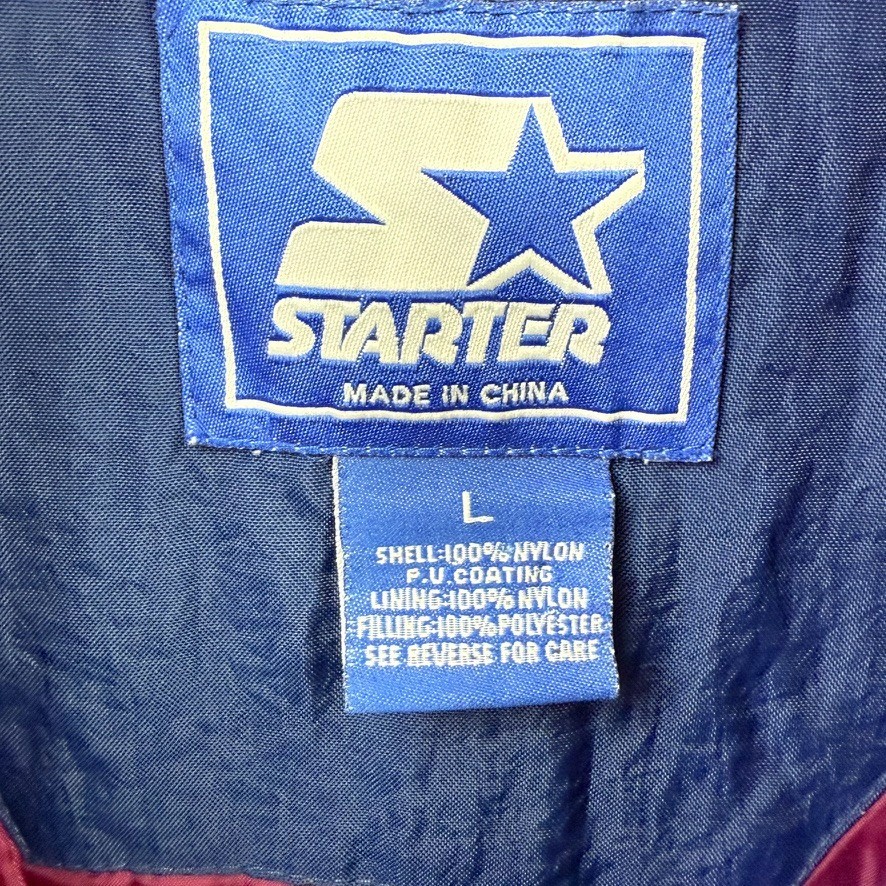 STARTER
MADE IN CHINA
L
SHELL:100% NYLON
P.U.COATING
LINING:100% NYLON
FILLING:100%POLYESTER
SEE REVERSE FOR CARE